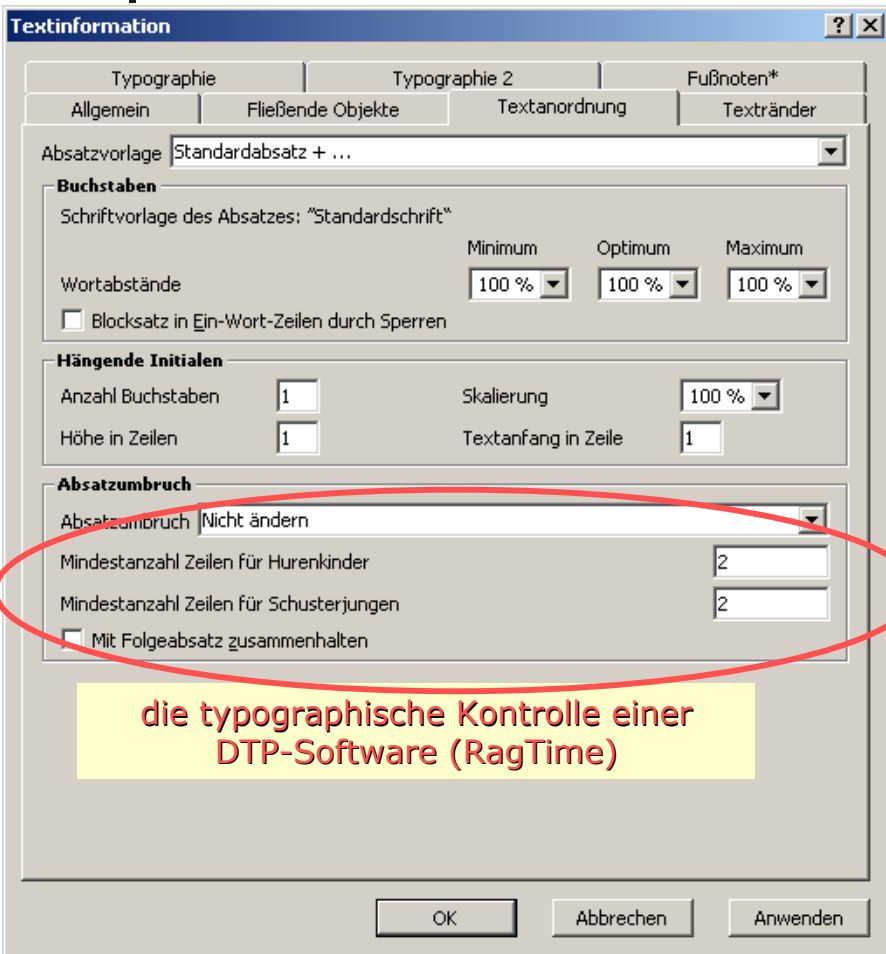 Textinformation
Typographie Typographie 2 Fußnoten*
Allgemein Fließende Objekte Textanordnung Textränder
Absatzvorlage Standardabsatz + ...
Buchstaben
Schriftvorlage des Absatzes: "Standardschrift"
Minimum Optimum Maximum
Wortabstände 100 % 100 % 100 %
Blocksatz in Ein-Wort-Zeilen durch Sperren
Hängende Initialen
Anzahl Buchstaben 1 Skalierung 100 %
Höhe in Zeilen 1 Textanfang in Zeile 1
Absatzumbruch
Absatzumbruch Nicht ändern
Mindestanzahl Zeilen für Hurenkinder 2
Mindestanzahl Zeilen für Schusterjungen 2
Mit Folgeabsatz zusammenhalten
die typographische Kontrolle einer
DTP-Software (RagTime)
OK Abbrechen Anwenden